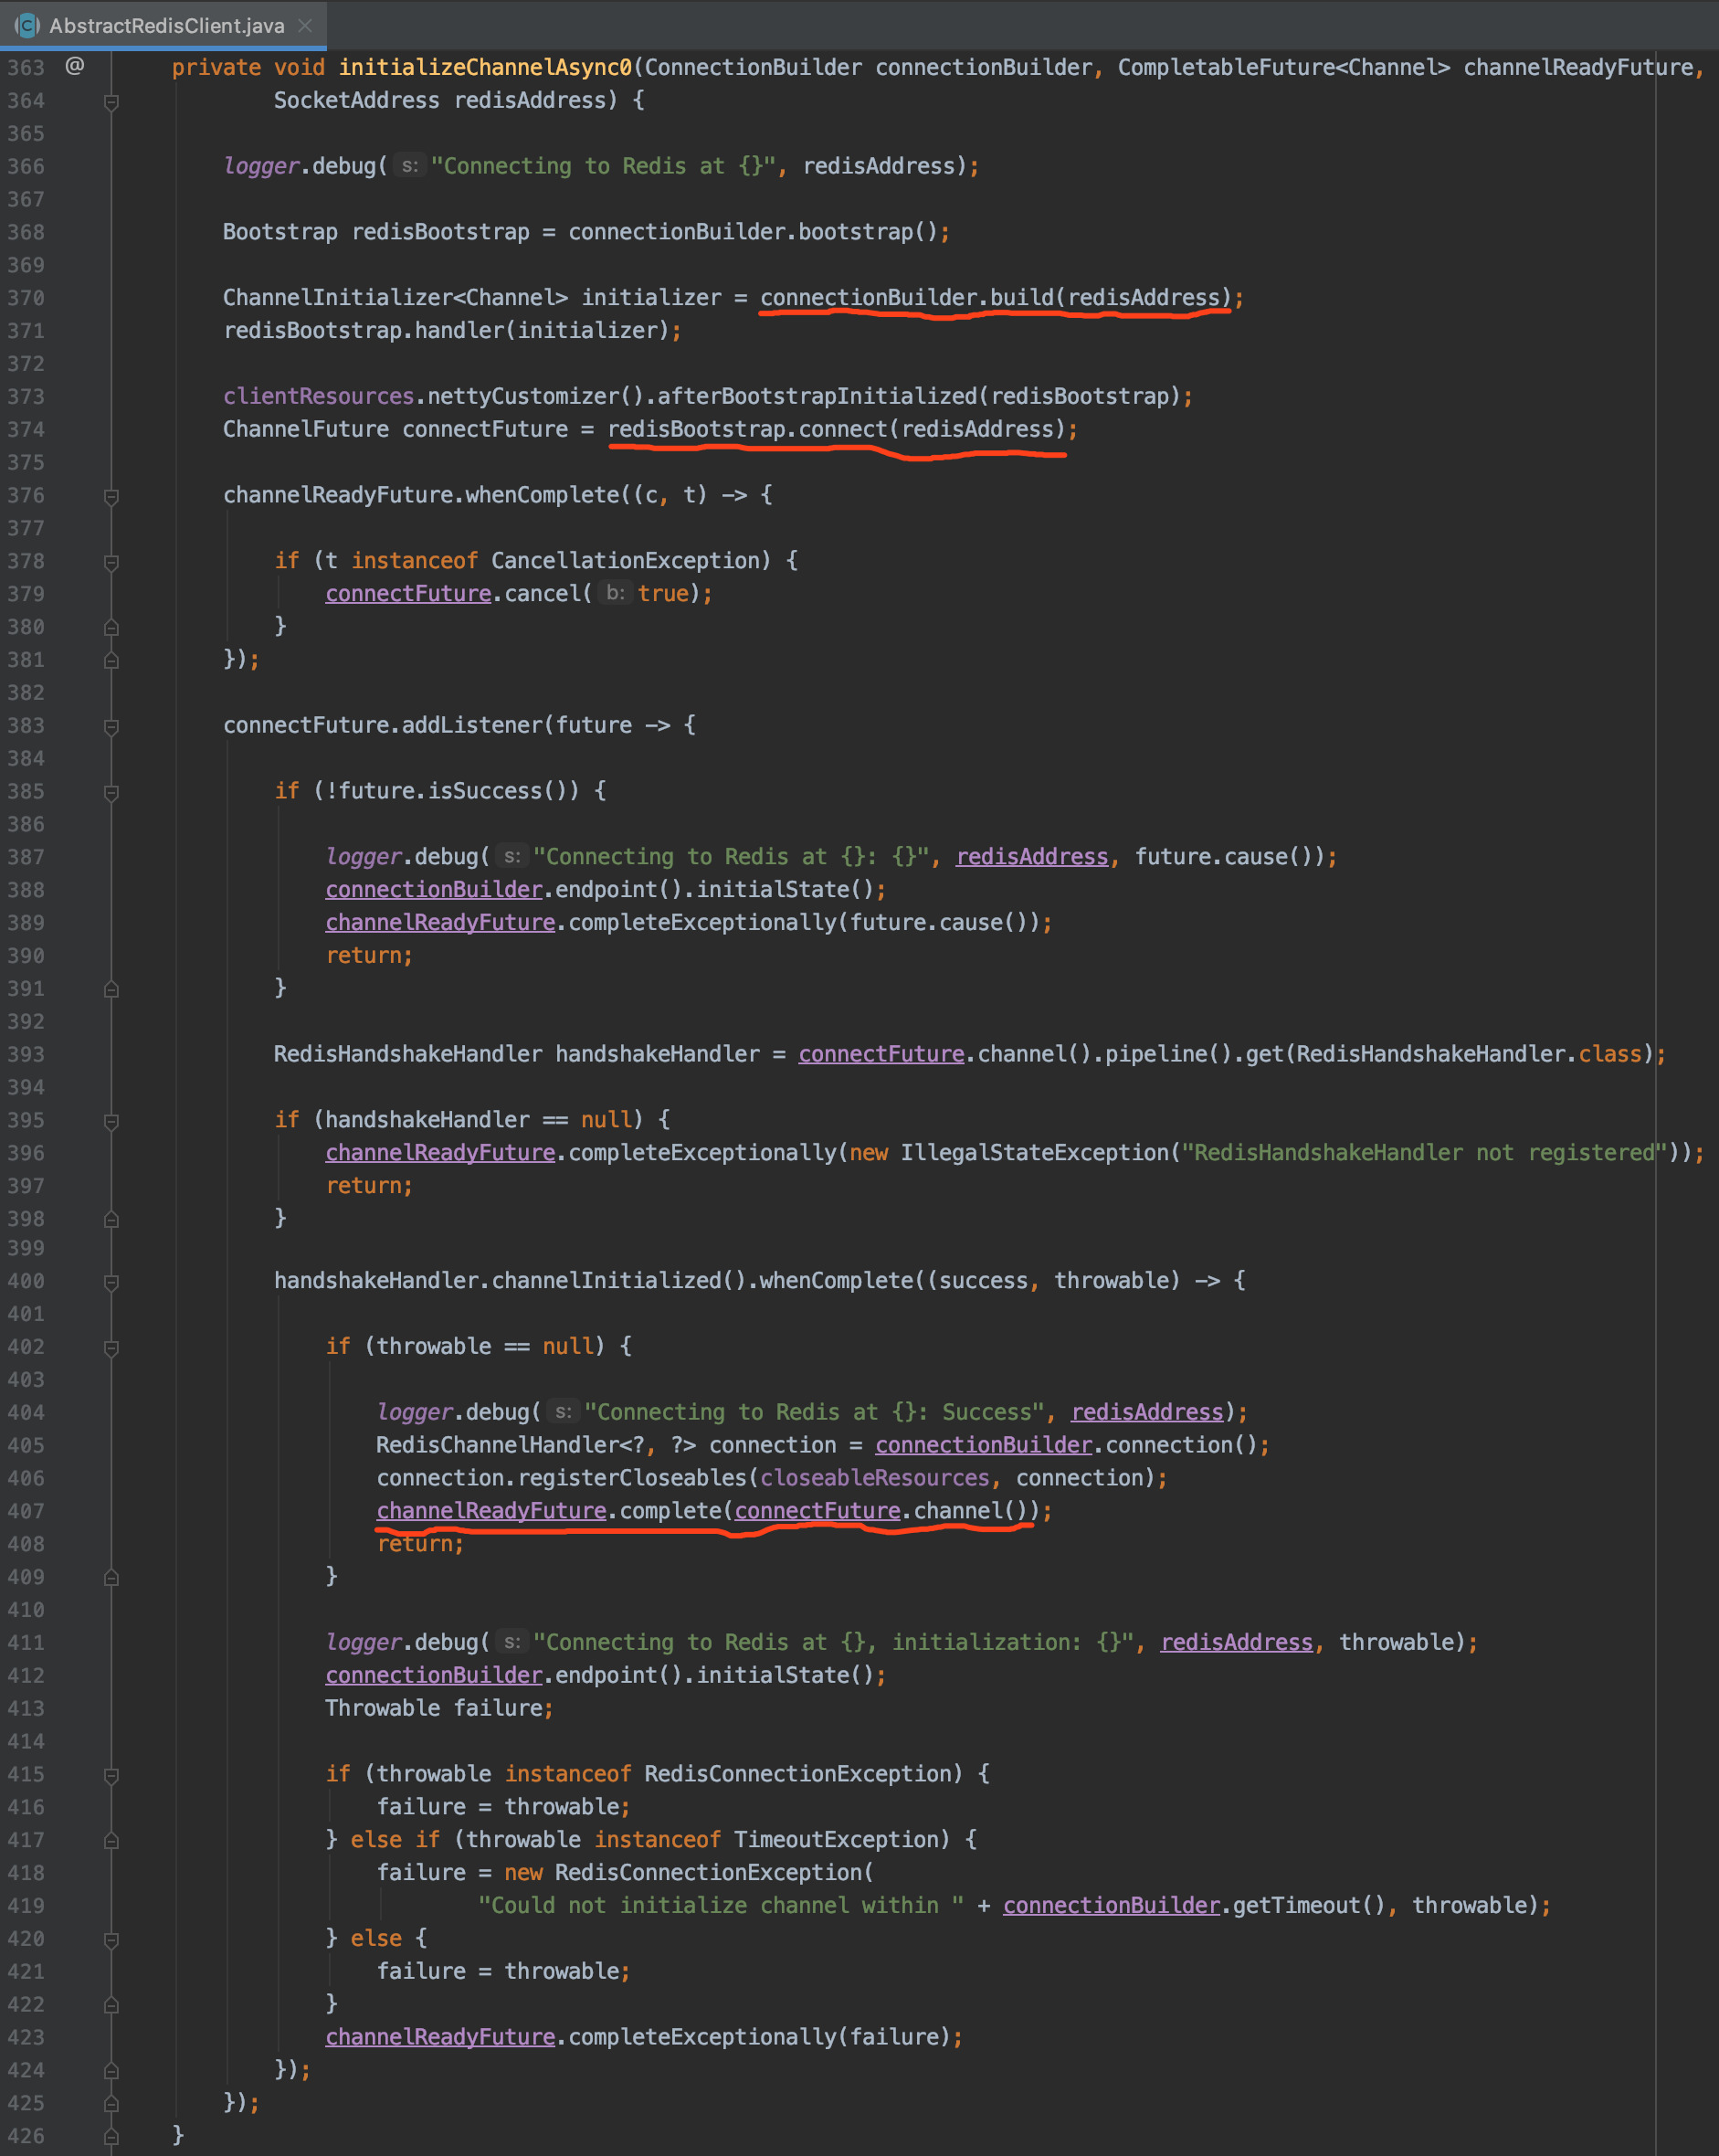 AbstractRedisClient.java
363 @ private void initializeChannelAsync0(ConnectionBuilder connectionBuilder, CompletableFuture<Channel> channelReadyFuture,
364 SocketAddress redisAddress) {
365
366 logger.debug( s: "Connecting to Redis at {}", redisAddress);
367
368 Bootstrap redisBootstrap = connectionBuilder.bootstrap();
369
370 ChannelInitializer<Channel> initializer = connectionBuilder.build(redisAddress);
371 redisBootstrap.handler(initializer);
372
373 clientResources.nettyCustomizer().afterBootstrapInitialized(redisBootstrap);
374 ChannelFuture connectFuture = redisBootstrap.connect(redisAddress);
375
376 channelReadyFuture.whenComplete((c, t) -> {
377
378 if (t instanceof CancellationException) {
379 connectFuture.cancel( b: true);
380 }
381 });
382
383 connectFuture.addListener(future -> {
384
385 if (!future.isSuccess()) {
386
387 logger.debug( s: "Connecting to Redis at {}: {}", redisAddress, future.cause());
388 connectionBuilder.endpoint().initialState();
389 channelReadyFuture.completeExceptionally(future.cause());
390 return;
391 }
392
393 RedisHandshakeHandler handshakeHandler = connectFuture.channel().pipeline().get(RedisHandshakeHandler.class);
394
395 if (handshakeHandler == null) {
396 channelReadyFuture.completeExceptionally(new IllegalStateException("RedisHandshakeHandler not registered"));
397 return;
398 }
399
400 handshakeHandler.channelInitialized().whenComplete((success, throwable) -> {
401
402 if (throwable == null) {
403
404 logger.debug( s: "Connecting to Redis at {}: Success", redisAddress);
405 RedisChannelHandler<?, ?> connection = connectionBuilder.connection();
406 connection.registerCloseables(closeableResources, connection);
407 channelReadyFuture.complete(connectFuture.channel());
408 return;
409 }
410
411 logger.debug( s: "Connecting to Redis at {}, initialization: {}", redisAddress, throwable);
412 connectionBuilder.endpoint().initialState();
413 Throwable failure;
414
415 if (throwable instanceof RedisConnectionException) {
416 failure = throwable;
417 } else if (throwable instanceof TimeoutException) {
418 failure = new RedisConnectionException(
419 "Could not initialize channel within " + connectionBuilder.getTimeout(), throwable);
420 } else {
421 failure = throwable;
422 }
423 channelReadyFuture.completeExceptionally(failure);
424 });
425 });
426 }